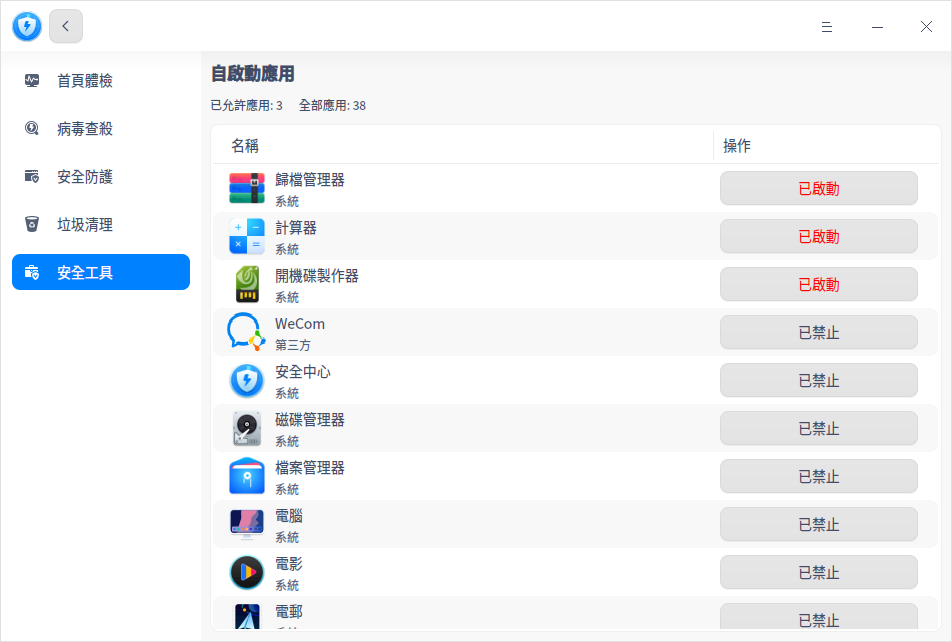 首頁體檢
病毒查殺
安全防護
垃圾清理
安全工具
自啟動應用
已允許應用: 3 全部應用: 38
名稱 操作
歸檔管理器
系統
已啟動
計算器
系統
已啟動
開機碟製作器
系統
已啟動
WeCom
第三方
已禁止
安全中心
系統
已禁止
磁碟管理器
系統
已禁止
檔案管理器
系統
已禁止
電腦
系統
已禁止
電影
系統
已禁止
電郵
已禁止